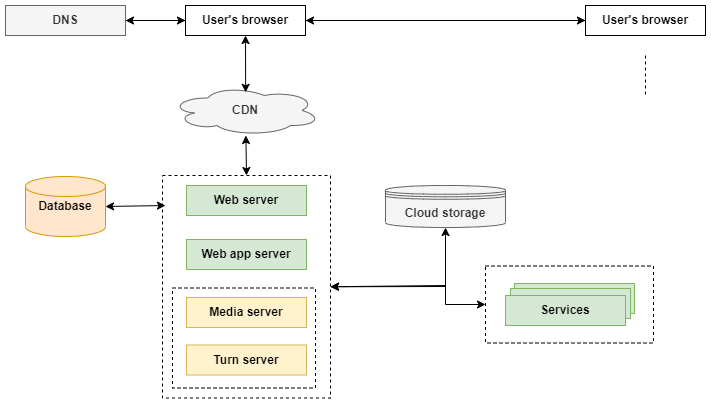 DNS
User's browser
User's browser
CDN
Database
Web server
Cloud storage
Web app server
Media server
Services
Turn server